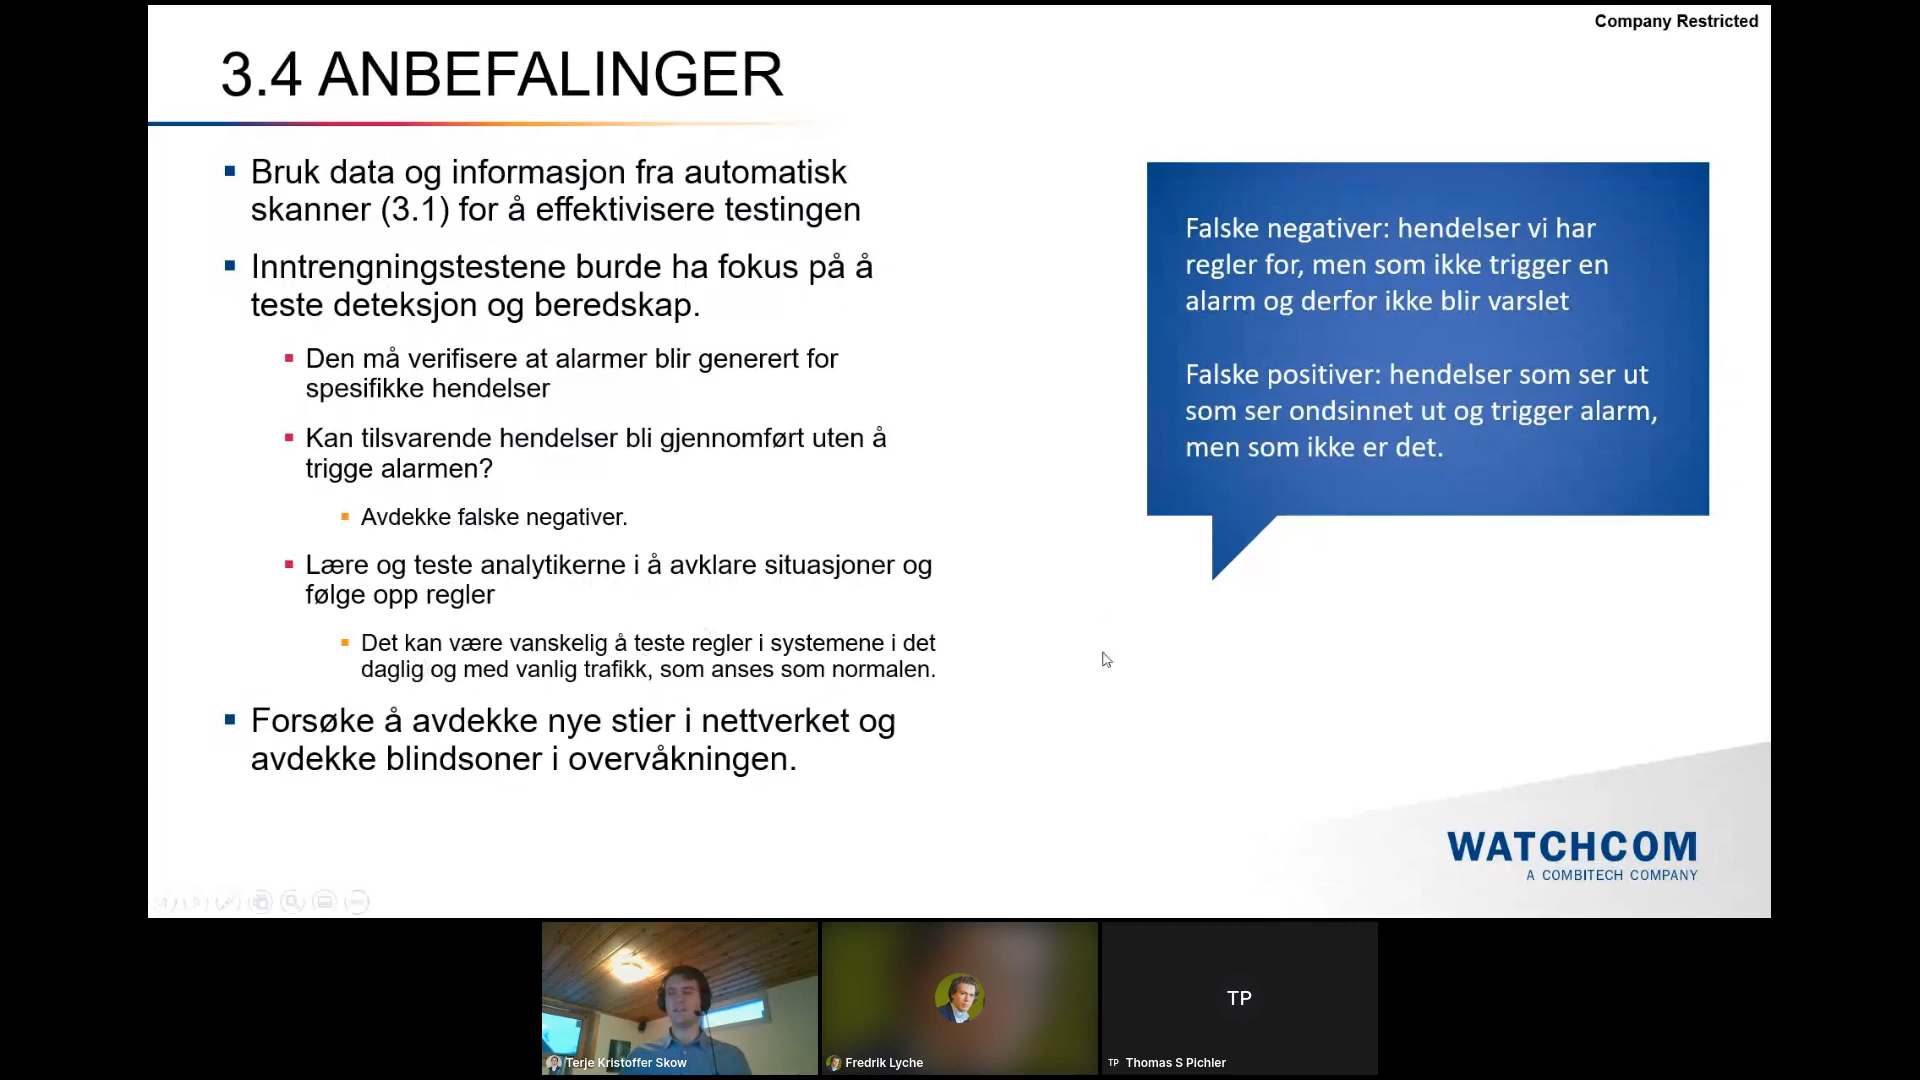 Company Restricted
3.4 ANBEFALINGER
Bruk data og informasjon fra automatisk
skanner (3.1) for å effektivisere testingen
Inntrengningstestene burde ha fokus på å
teste deteksjon og beredskap.
Den må verifisere at alarmer blir generert for
spesifikke hendelser
Kan tilsvarende hendelser bli gjennomført uten å
trigge alarmen?
Avdekke falske negativer.
Lære og teste analytikerne i å avklare situasjoner og
følge opp regler
Det kan være vanskelig å teste regler i systemene i det
daglig og med vanlig trafikk, som anses som normalen.
Forsøke å avdekke nye stier i nettverket og
avdekke blindsoner i overvåkningen.
Falske negativer: hendelser vi har
regler for, men som ikke trigger en
alarm og derfor ikke blir varslet
Falske positiver: hendelser som ser ut
som ser ondsinnet ut og trigger alarm,
men som ikke er det.
WATCHCOM
A COMBITECH COMPANY
Terje Kristoffer Skow
Fredrik Lyche
TP
TP Thomas S Pichler